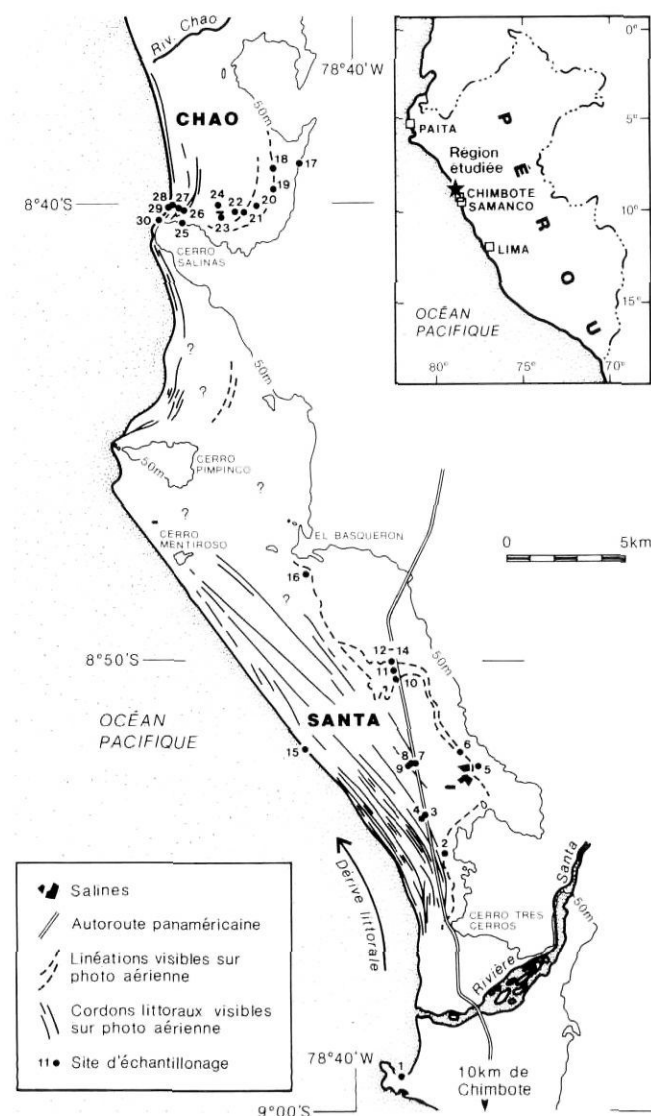 Riv. Chao
78°40'W
50m
CHAO
18
17
19
8°40'S
28
27
24
22
20
29
26
23
21
30
25
CERRO
SALINAS
?
50m
?
50m
CERRO
PIMPINGO
?
?
CERRO
MENTIROSO
EL BASQUERON
16
?
0
5km
8°50'
12
14
11
10
50m
OCÉAN
PACIFIQUE
SANTA
15
8
7
9
6
5
4
3
2
Dérive littorale
CERRO TRES
CERROS
Rivière
Santa
50m
78°40'W
1
10km de
Chimbote
9°00'S
0°
5°
10°
15°
80°
75°
70°
PAITA
Région
étudiée
CHIMBOTE
SAMANCO
LIMA
PÉROU
OCÉAN
PACIFIQUE
Salines
Autoroute panaméricaine
Linéations visibles sur
photo aérienne
Cordons littoraux visibles
sur photo aérienne
11 Site d'échantillonage